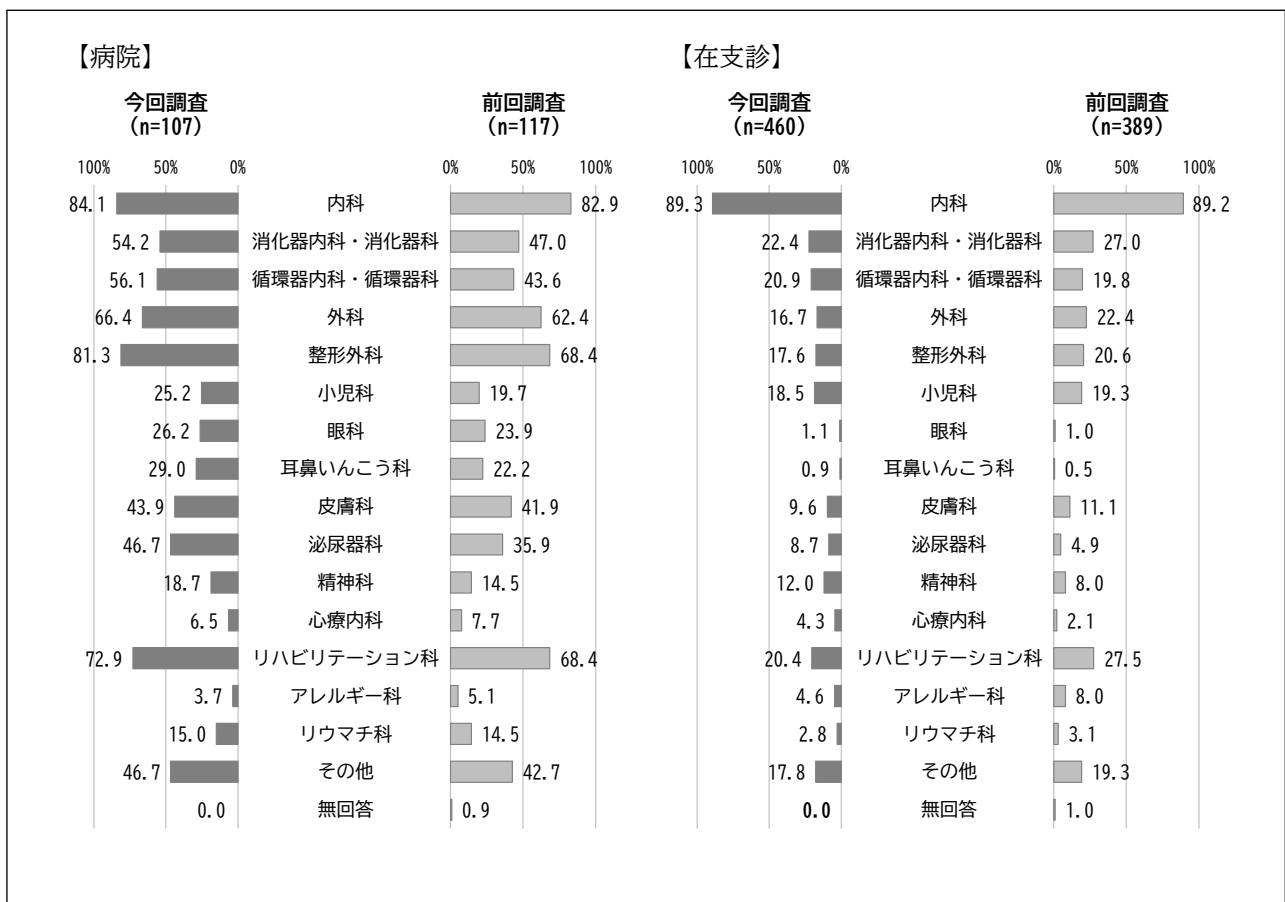 【病院】 【在支診】
今回調査 前回調査 今回調査 前回調査
(n=107) (n=117) (n=460) (n=389)
100% 50% 0% 0% 50% 100% 100% 50% 0% 0% 50% 100%
84.1 内科 82.9 89.3 内科 89.2
54.2 消化器内科・消化器科 47.0 22.4 消化器内科・消化器科 27.0
56.1 循環器内科・循環器科 43.6 20.9 循環器内科・循環器科 19.8
66.4 外科 62.4 16.7 外科 22.4
81.3 整形外科 68.4 17.6 整形外科 20.6
25.2 小児科 19.7 18.5 小児科 19.3
26.2 眼科 23.9 1.1 眼科 1.0
29.0 耳鼻いんこう科 22.2 0.9 耳鼻いんこう科 0.5
43.9 皮膚科 41.9 9.6 皮膚科 11.1
46.7 泌尿器科 35.9 8.7 泌尿器科 4.9
18.7 精神科 14.5 12.0 精神科 8.0
6.5 心療内科 7.7 4.3 心療内科 2.1
72.9 リハビリテーション科 68.4 20.4 リハビリテーション科 27.5
3.7 アレルギー科 5.1 4.6 アレルギー科 8.0
15.0 リウマチ科 14.5 2.8 リウマチ科 3.1
46.7 その他 42.7 17.8 その他 19.3
0.0 無回答 0.9 0.0 無回答 1.0